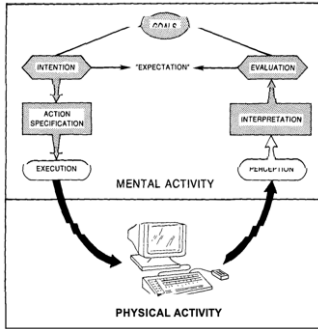 GOALS
INTENTION
"EXPECTATION"
EVALUATION
ACTION
SPECIFICATION
INTERPRETATION
EXECUTION
PERCEPTION
MENTAL ACTIVITY
PHYSICAL ACTIVITY